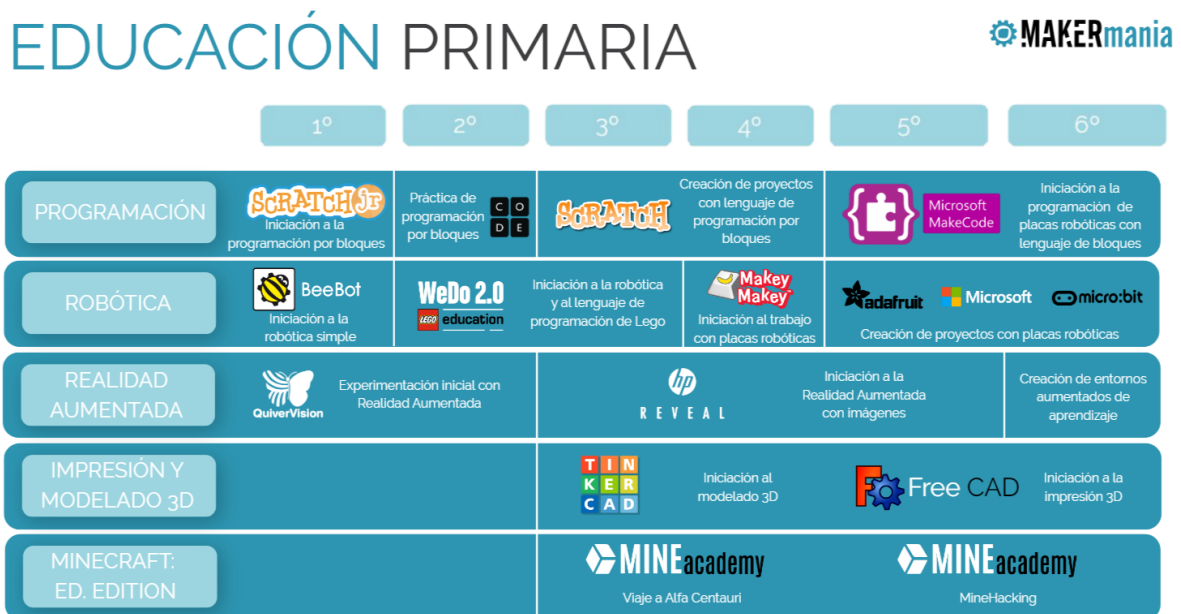 EDUCACIÓN PRIMARIA
MAKERmania
1º 2º 3º 4º 5º 6º
PROGRAMACIÓN
SCRATCH Jr
Iniciación a la
programación por bloques
Práctica de
programación
por bloques
C O
D E
SCRATCH
Creación de proyectos
con lenguaje de
programación por
bloques
Microsoft
MakeCode
Iniciación a la
programación de
placas robóticas con
lenguaje de bloques
ROBÓTICA
BeeBot
Iniciación a la
robótica simple
WeDo 2.0
LEGO education
Iniciación a la robótica
y al lenguaje de
programación de Lego
Makey
Makey
Iniciación al trabajo
con placas robóticas
adafruit
Microsoft
micro:bit
Creación de proyectos con placas robóticas
REALIDAD
AUMENTADA
QuiverVision
Experimentación inicial con
Realidad Aumentada
hp
REVEAL
Iniciación a la
Realidad Aumentada
con imágenes
Creación de entornos
aumentados de
aprendizaje
IMPRESIÓN Y
MODELADO 3D
TIN
KER
CAD
Iniciación al
modelado 3D
Free CAD
Iniciación a la
impresión 3D
MINECRAFT:
ED. EDITION
MINEacademy
Viaje a Alfa Centauri
MINEacademy
MineHacking